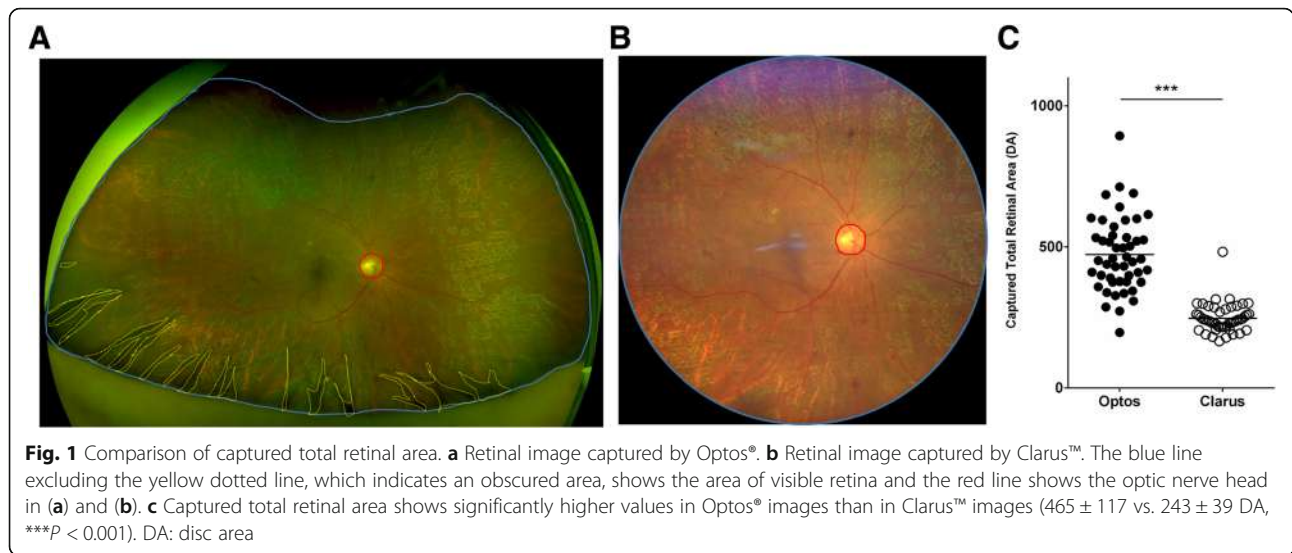 A
B
C
***
1000
500
0
Captured Total Retinal Area (DA)
Optos
Clarus
Fig. 1 Comparison of captured total retinal area. a Retinal image captured by Optos®. b Retinal image captured by Clarus™. The blue line
excluding the yellow dotted line, which indicates an obscured area, shows the area of visible retina and the red line shows the optic nerve head
in (a) and (b). c Captured total retinal area shows significantly higher values in Optos® images than in Clarus™ images (465 ± 117 vs. 243 ± 39 DA,
***P < 0.001). DA: disc area